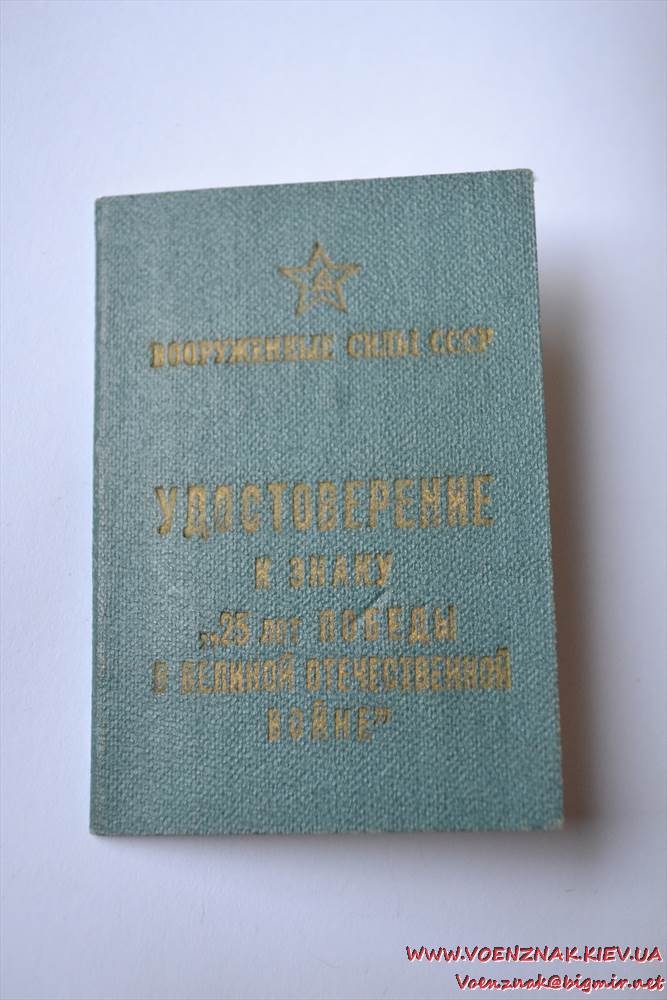 ВООРУЖЕННЫЕ СИЛЫ СССР
УДОСТОВЕРЕНИЕ
К ЗНАКУ
„25 лет ПОБЕДЫ
В ВЕЛИКОЙ ОТЕЧЕСТВЕННОЙ
ВОЙНЕ”
WWW.VOENZNAK.KIEV.UA
Voenznak@bigmir.net